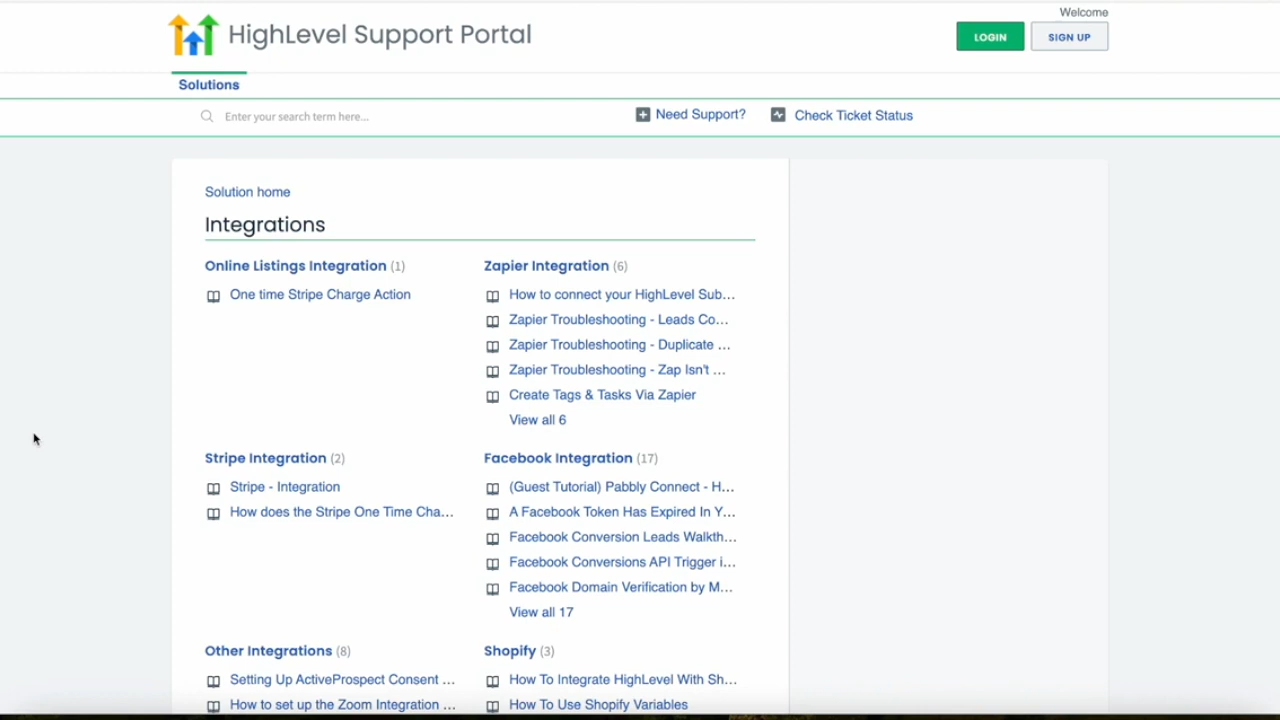 HighLevel Support Portal
Welcome
LOGIN
SIGN UP
Solutions
Enter your search term here...
Need Support?
Check Ticket Status
Solution home
Integrations
Online Listings Integration (1)
One time Stripe Charge Action
Zapier Integration (6)
How to connect your HighLevel Sub...
Zapier Troubleshooting - Leads Co...
Zapier Troubleshooting - Duplicate ...
Zapier Troubleshooting - Zap Isn't ...
Create Tags & Tasks Via Zapier
View all 6
Stripe Integration (2)
Stripe - Integration
How does the Stripe One Time Cha...
Facebook Integration (17)
(Guest Tutorial) Pabbly Connect - H...
A Facebook Token Has Expired In Y...
Facebook Conversion Leads Walkth...
Facebook Conversions API Trigger i...
Facebook Domain Verification by M...
View all 17
Other Integrations (8)
Setting Up ActiveProspect Consent ...
How to set up the Zoom Integration ...
Shopify (3)
How To Integrate HighLevel With Sh...
How To Use Shopify Variables